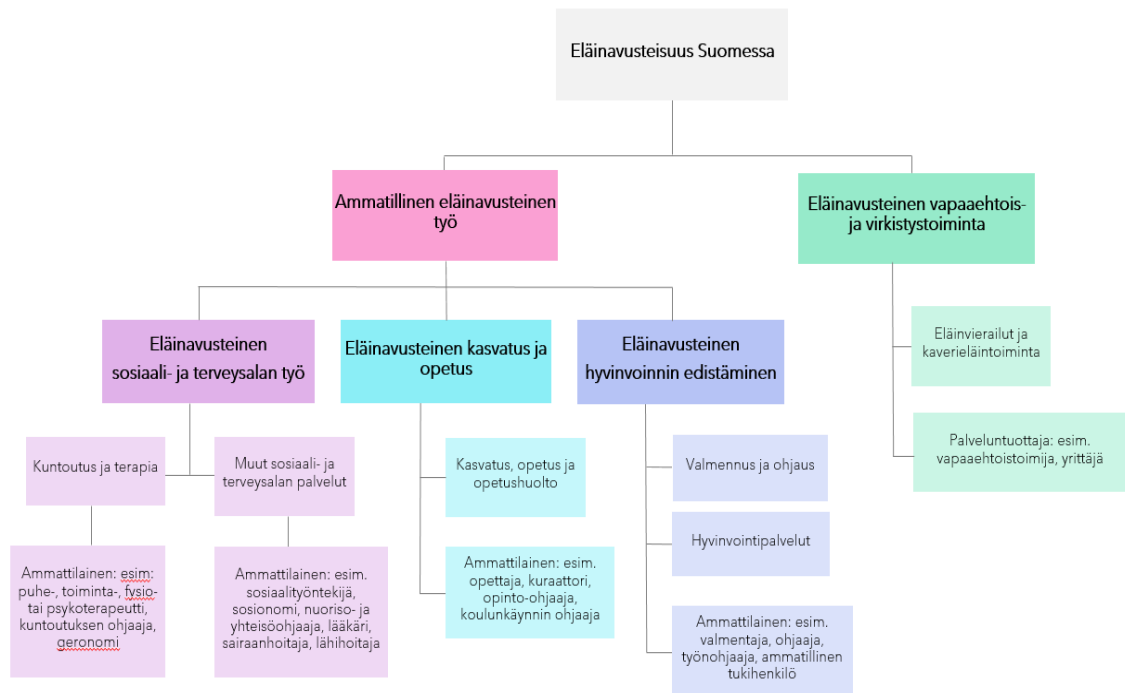 Eläinavusteisuus Suomessa
Ammatillinen eläinavusteinen
työ
Eläinavusteinen vapaaehtois-
ja virkistystoiminta
Eläinavusteinen
sosiaali- ja terveysalan työ
Eläinavusteinen kasvatus ja
opetus
Eläinavusteinen
hyvinvoinnin edistäminen
Eläinvierailut ja
kaverieläintoiminta
Palveluntuottaja: esim.
vapaaehtoistoimija, yrittäjä
Kuntoutus ja terapia
Muut sosiaali- ja
terveysalan palvelut
Kasvatus, opetus ja
opetushuolto
Valmennus ja ohjaus
Hyvinvointipalvelut
Ammattilainen: esim:
puhe-, toiminta-, fysio-
tai psykoterapeutti,
kuntoutuksen ohjaaja,
geronomi
Ammattilainen: esim.
sosiaalityöntekijä,
sosionomi, nuoriso- ja
yhteisöohjaaja, lääkäri,
sairaanhoitaja, lähihoitaja
Ammattilainen: esim.
opettaja, kuraattori,
opinto-ohjaaja,
koulunkäynnin ohjaaja
Ammattilainen: esim.
valmentaja, ohjaaja,
työnohjaaja, ammatillinen
tukihenkilö